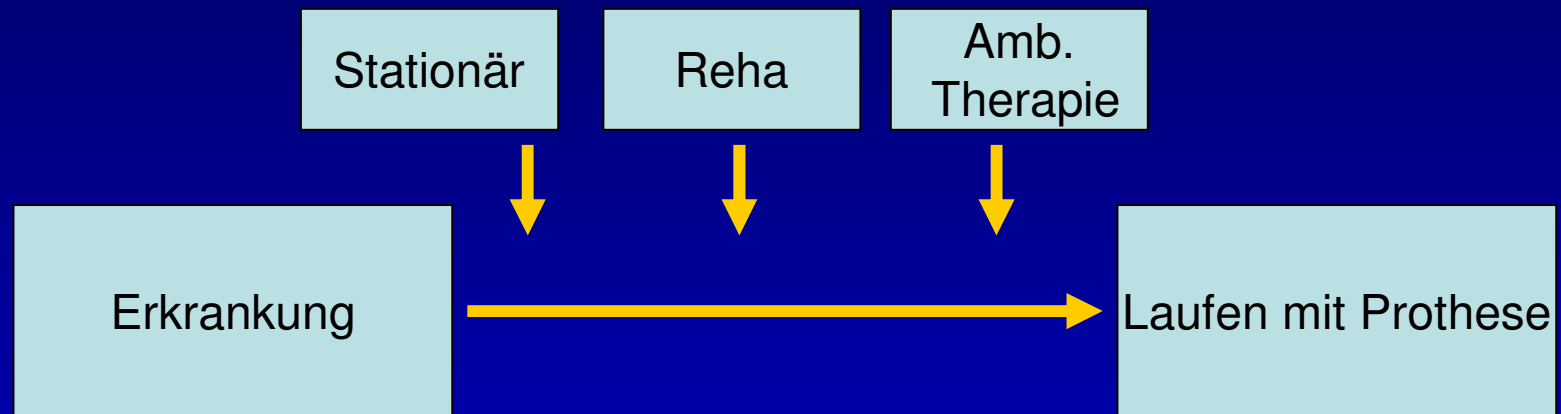 Stationär
Reha
Amb.
Therapie
Erkrankung
Laufen mit Prothese